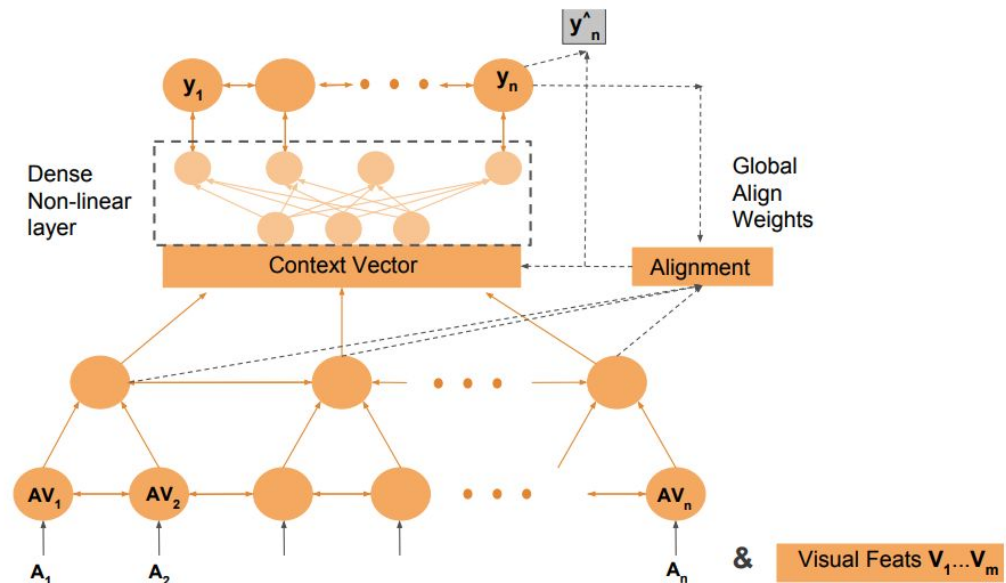 y^n
y1
yn
Dense
Non-linear
layer
Global
Align
Weights
Context Vector
Alignment
AV1
AV2
AVn
A1
A2
An
&
Visual Feats V1...Vm